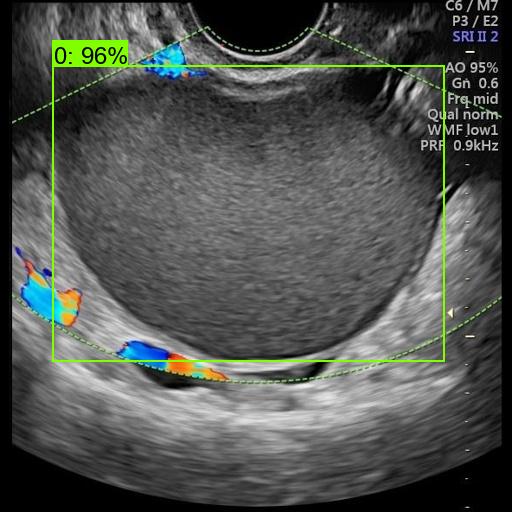 C6 / M7
P3 / E2
SRI II 2
0: 96%
AO 95%
Gn 0.6
Frq mid
Qual norm
WMF low1
PRF 0.9kHz